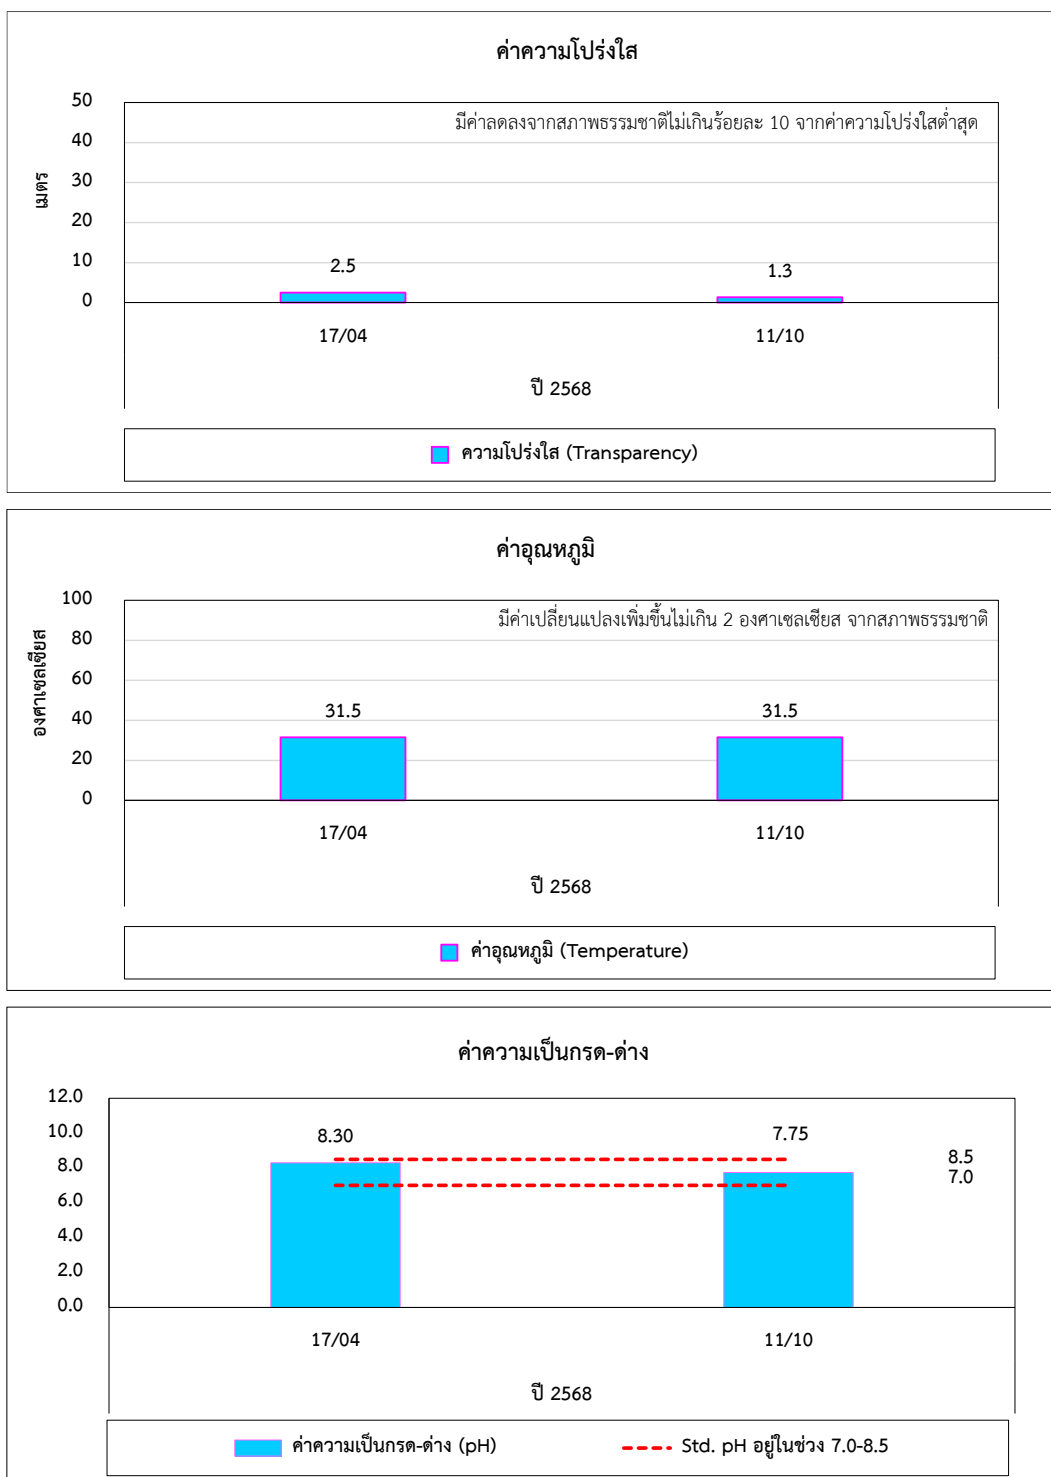 ค่าความโปร่งใส
มีค่าลดลงจากสภาพธรรมชาติไม่เกินร้อยละ 10 จากค่าความโปร่งใสต่ำสุด
เมตร
50
40
30
20
10
0
2.5
1.3
17/04
11/10
ปี 2568
ความโปร่งใส (Transparency)
ค่าอุณหภูมิ
มีค่าเปลี่ยนแปลงเพิ่มขึ้นไม่เกิน 2 องศาเซลเซียส จากสภาพธรรมชาติ
องศาเซลเซียส
100
80
60
40
20
0
31.5
31.5
17/04
11/10
ปี 2568
ค่าอุณหภูมิ (Temperature)
ค่าความเป็นกรด-ด่าง
12.0
10.0
8.0
6.0
4.0
2.0
0.0
8.30
7.75
8.5
7.0
17/04
11/10
ปี 2568
ค่าความเป็นกรด-ด่าง (pH)
Std. pH อยู่ในช่วง 7.0-8.5